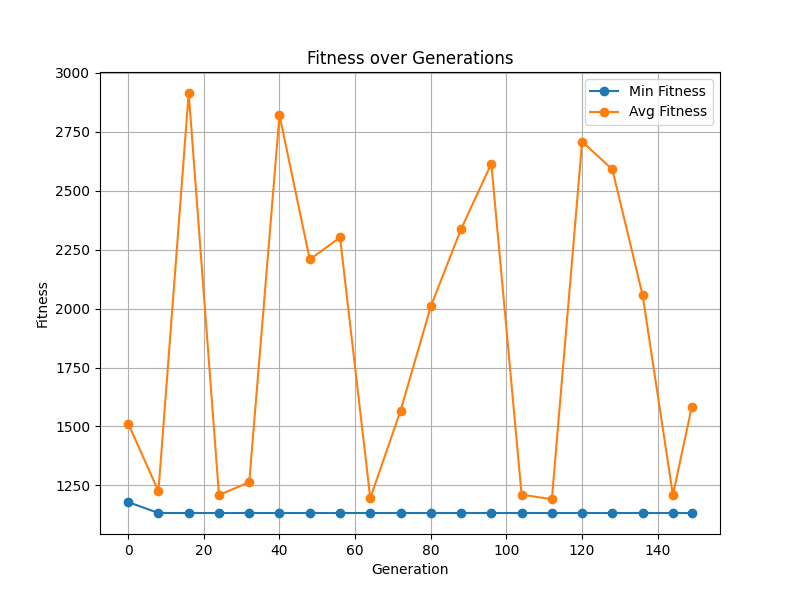 Fitness over Generations
Min Fitness
Avg Fitness
3000
2750
2500
2250
2000
1750
1500
1250
Fitness
0 20 40 60 80 100 120 140
Generation